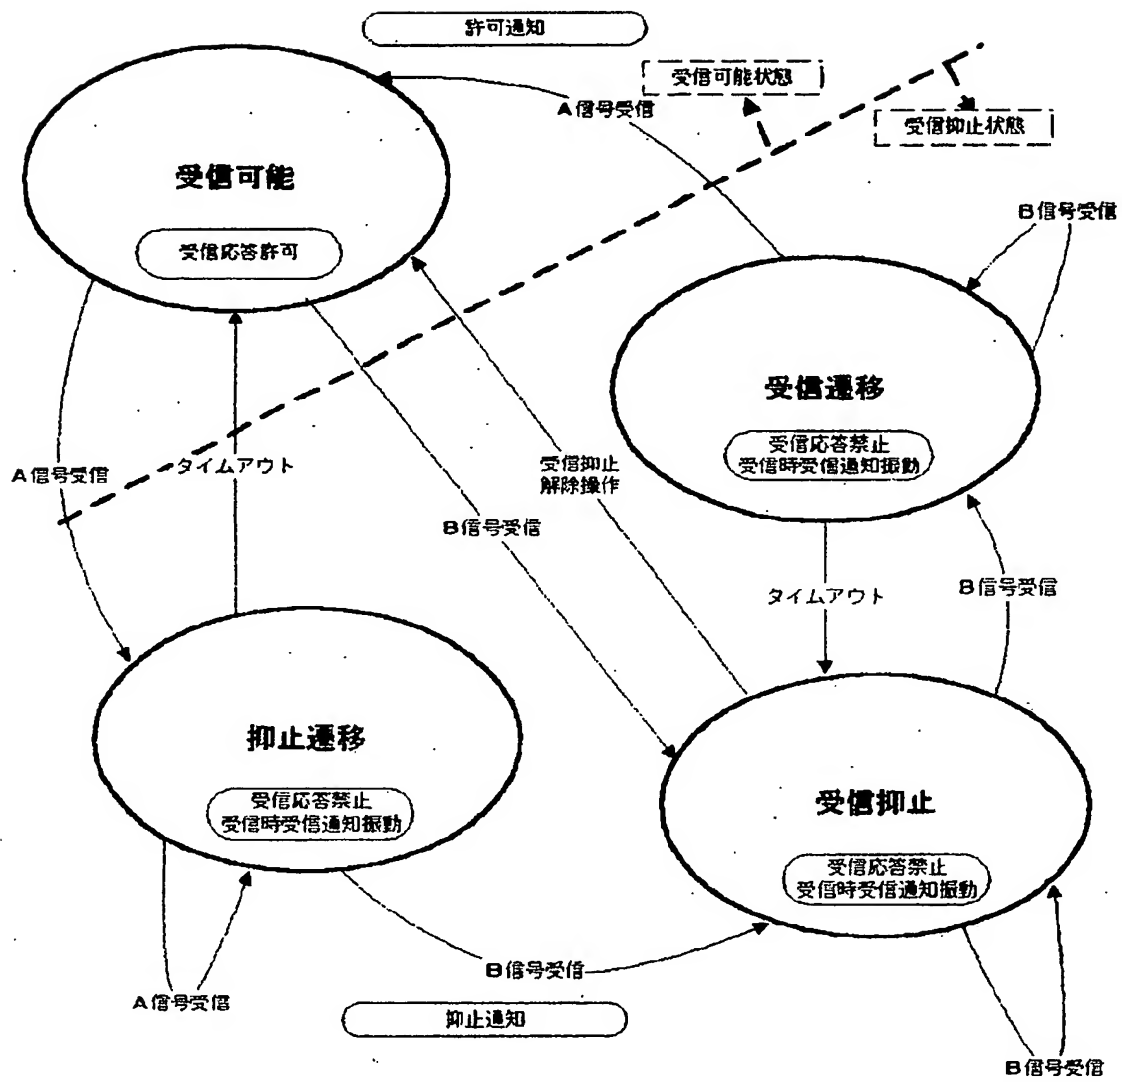 許可通知
受信可能状態
A信号受信
受信抑止状態
受信可能
B信号受信
受信応答許可
受信遷移
受信応答禁止
受信時受信通知振動
A信号受信
タイムアウト
受信抑止
解除操作
B信号受信
タイムアウト
B信号受信
抑止遷移
受信応答禁止
受信時受信通知振動
受信抑止
受信応答禁止
受信時受信通知振動
B信号受信
A信号受信
抑止通知
B信号受信